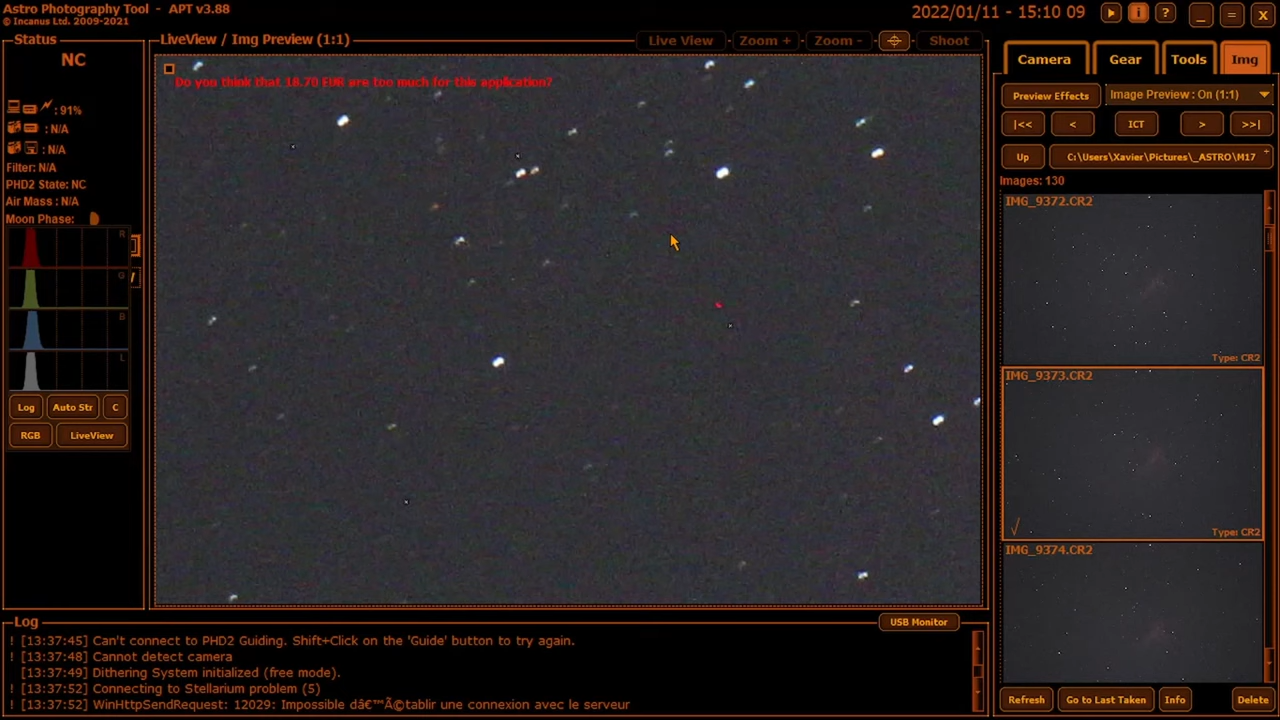 Astro Photography Tool - APT v3.88
© Incanus Ltd. 2009-2021
2022/01/11 - 15:10 09
i
?
_
=
X
Status
NC
: 91%
: N/A
: N/A
Filter: N/A
PHD2 State: NC
Air Mass : N/A
Moon Phase:
R
G
B
L
Log
Auto Str
C
RGB
LiveView
LiveView / Img Preview (1:1)
Live View
Zoom +
Zoom -
Shoot
Do you think that 18.70 EUR are too much for this application?
Camera
Gear
Tools
Img
Preview Effects
Image Preview : On (1:1)
|<<
<
ICT
>
>>|
Up
C:\Users\Xavier\Pictures\_ASTRO\M17
Images: 130
IMG_9372.CR2
Type: CR2
IMG_9373.CR2
Type: CR2
IMG_9374.CR2
Refresh
Go to Last Taken
Info
Delete
Log
USB Monitor
! [13:37:45] Can't connect to PHD2 Guiding. Shift+Click on the 'Guide' button to try again.
! [13:37:48] Cannot detect camera
[13:37:49] Dithering System initialized (free mode).
! [13:37:52] Connecting to Stellarium problem (5)
! [13:37:52] WinHttpSendRequest: 12029: Impossible dâ€™Ã©tablir une connexion avec le serveur